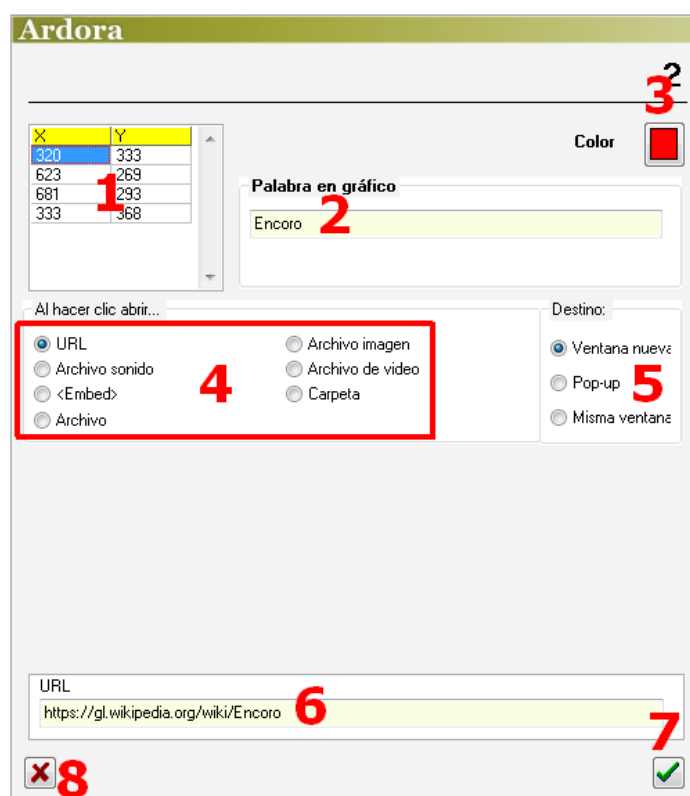 Ardora
2
3
Color
X Y
320 333
623 269
681 293
333 368
1
Palabra en gráfico
Encoro
2
Al hacer clic abrir...
URL
Archivo sonido
<Embed>
Archivo
Archivo imagen
Archivo de video
Carpeta
4
Destino:
Ventana nueva
Pop-up
Misma ventana
5
URL
https://gl.wikipedia.org/wiki/Encoro
6
7
8